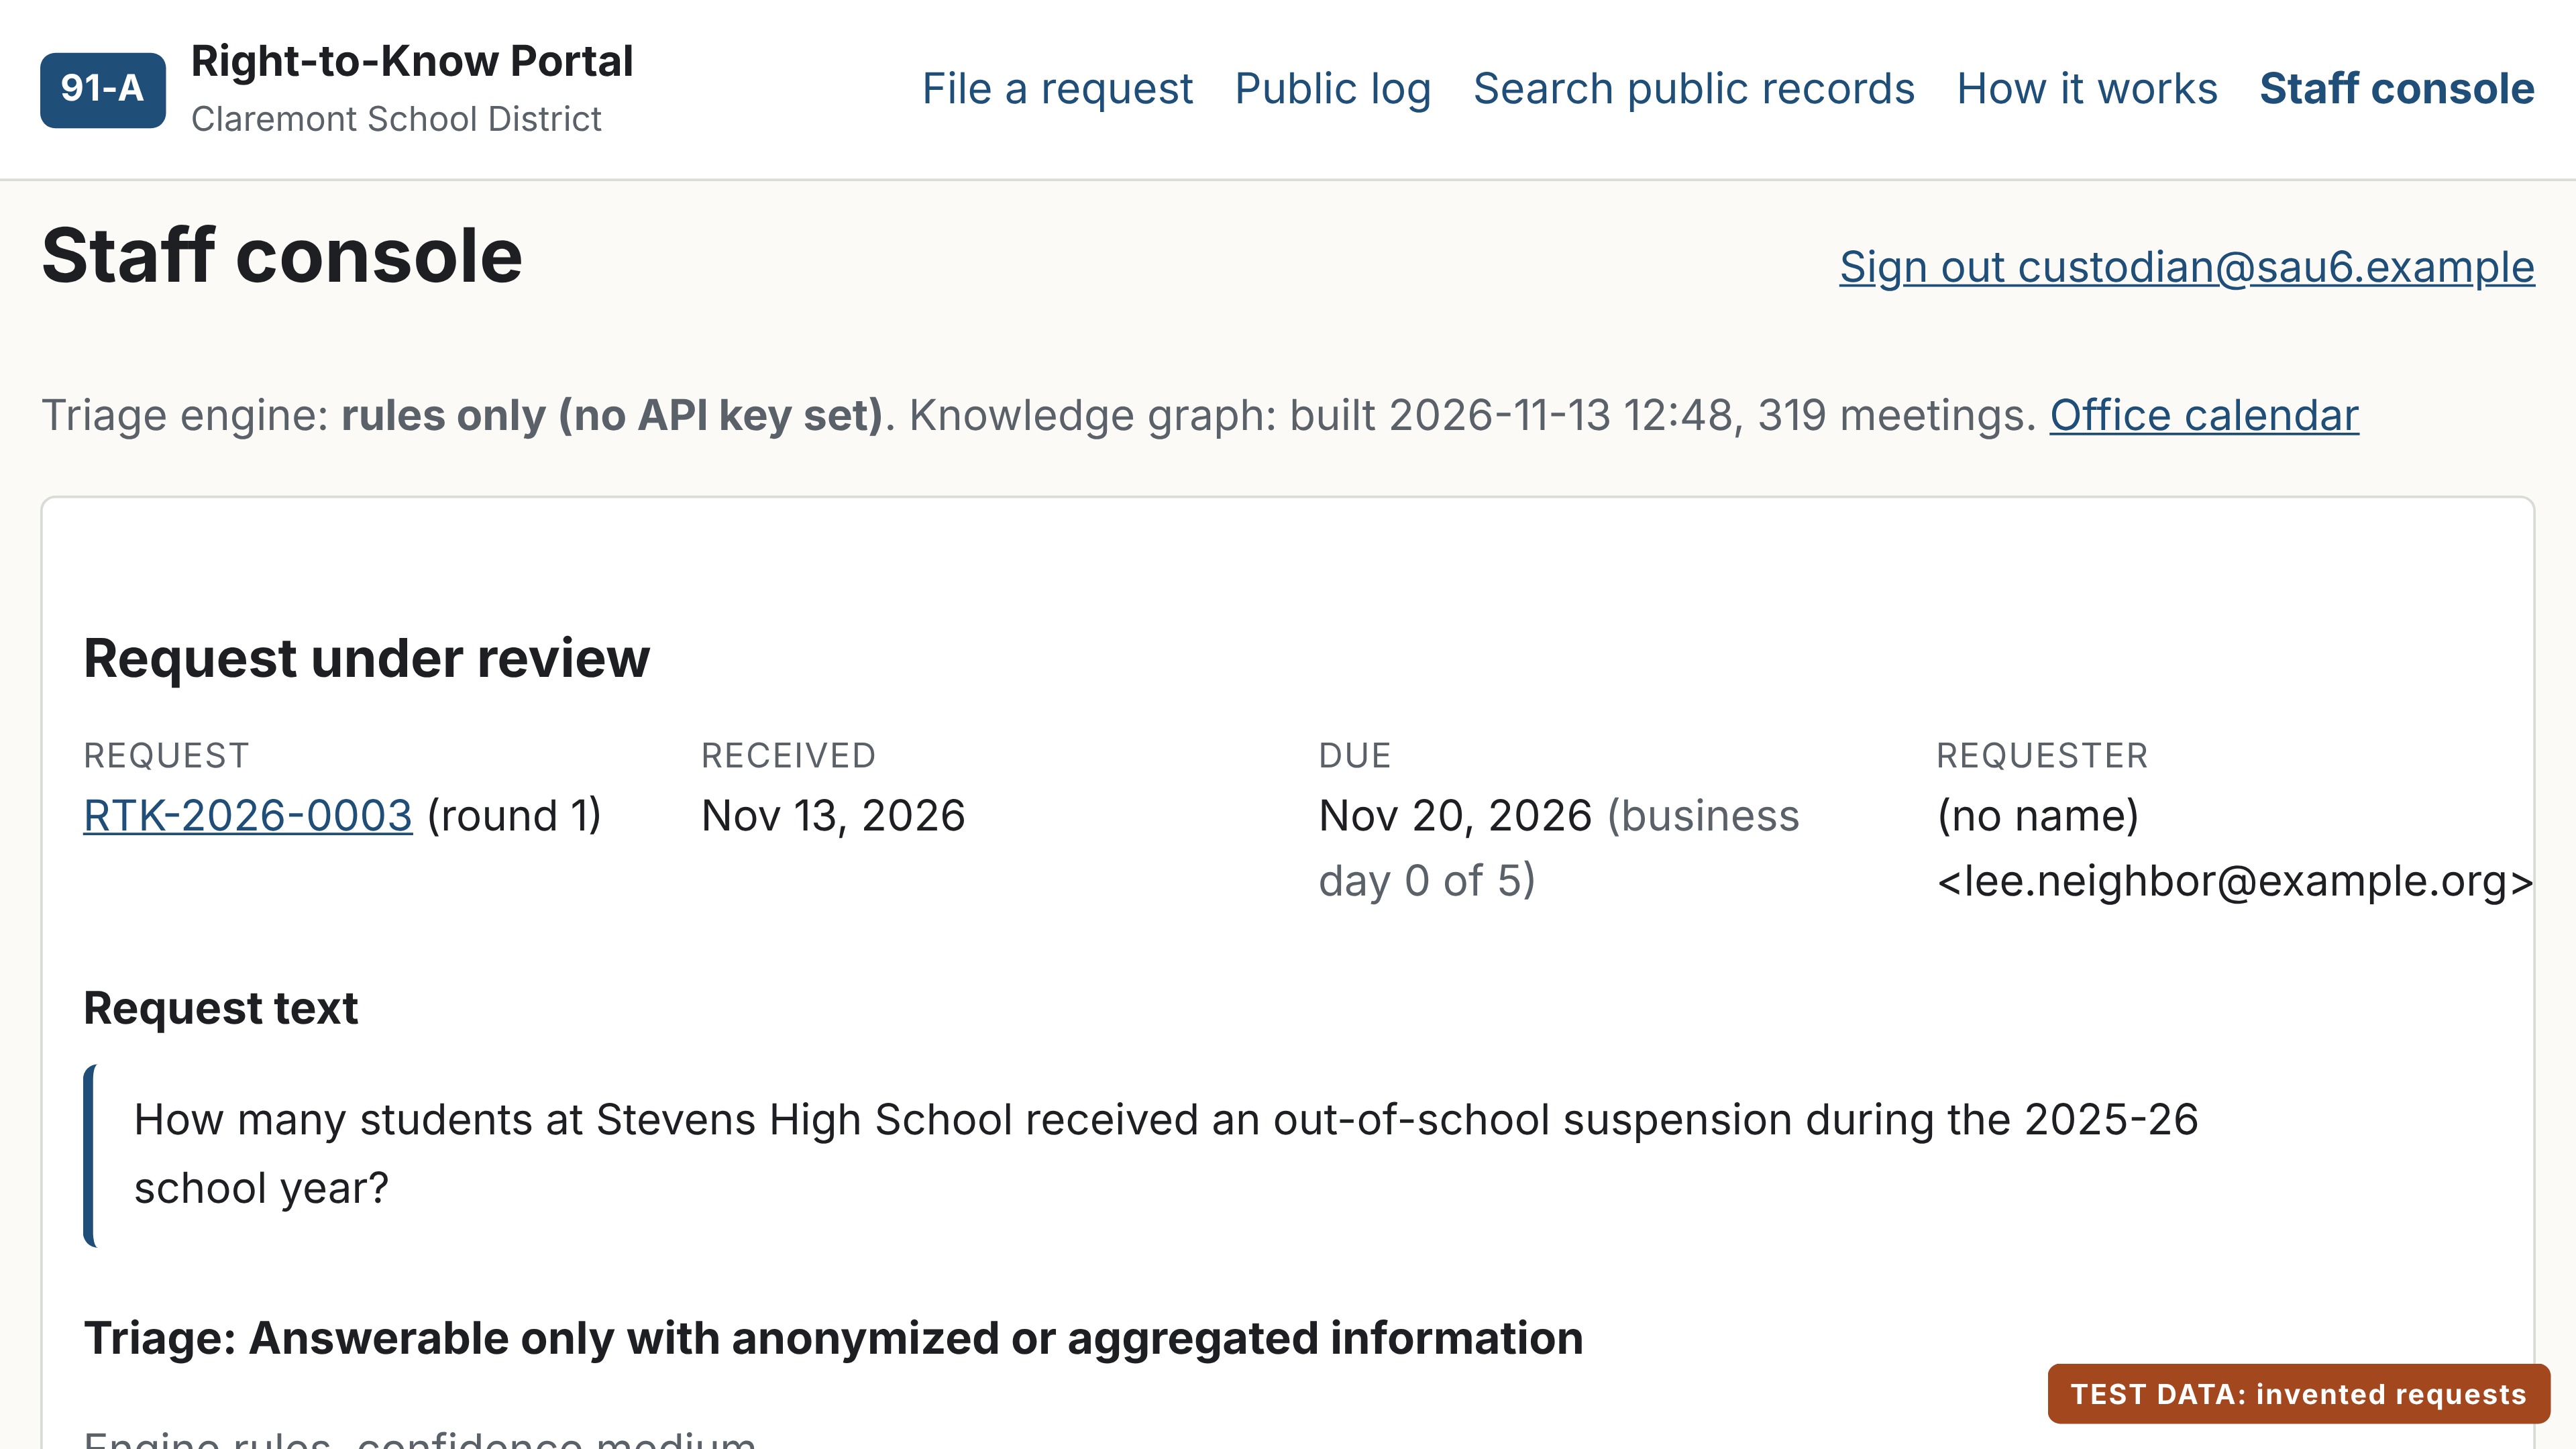 91-A
Right-to-Know Portal
Claremont School District
File a request
Public log
Search public records
How it works
Staff console
Staff console
Sign out custodian@sau6.example
Triage engine: rules only (no API key set). Knowledge graph: built 2026-11-13 12:48, 319 meetings. Office calendar
Request under review
REQUEST
RTK-2026-0003 (round 1)
RECEIVED
Nov 13, 2026
DUE
Nov 20, 2026 (business
day 0 of 5)
REQUESTER
(no name)
<lee.neighbor@example.org>
Request text
How many students at Stevens High School received an out-of-school suspension during the 2025-26
school year?
Triage: Answerable only with anonymized or aggregated information
TEST DATA: invented requests
Engine rules, confidence medium